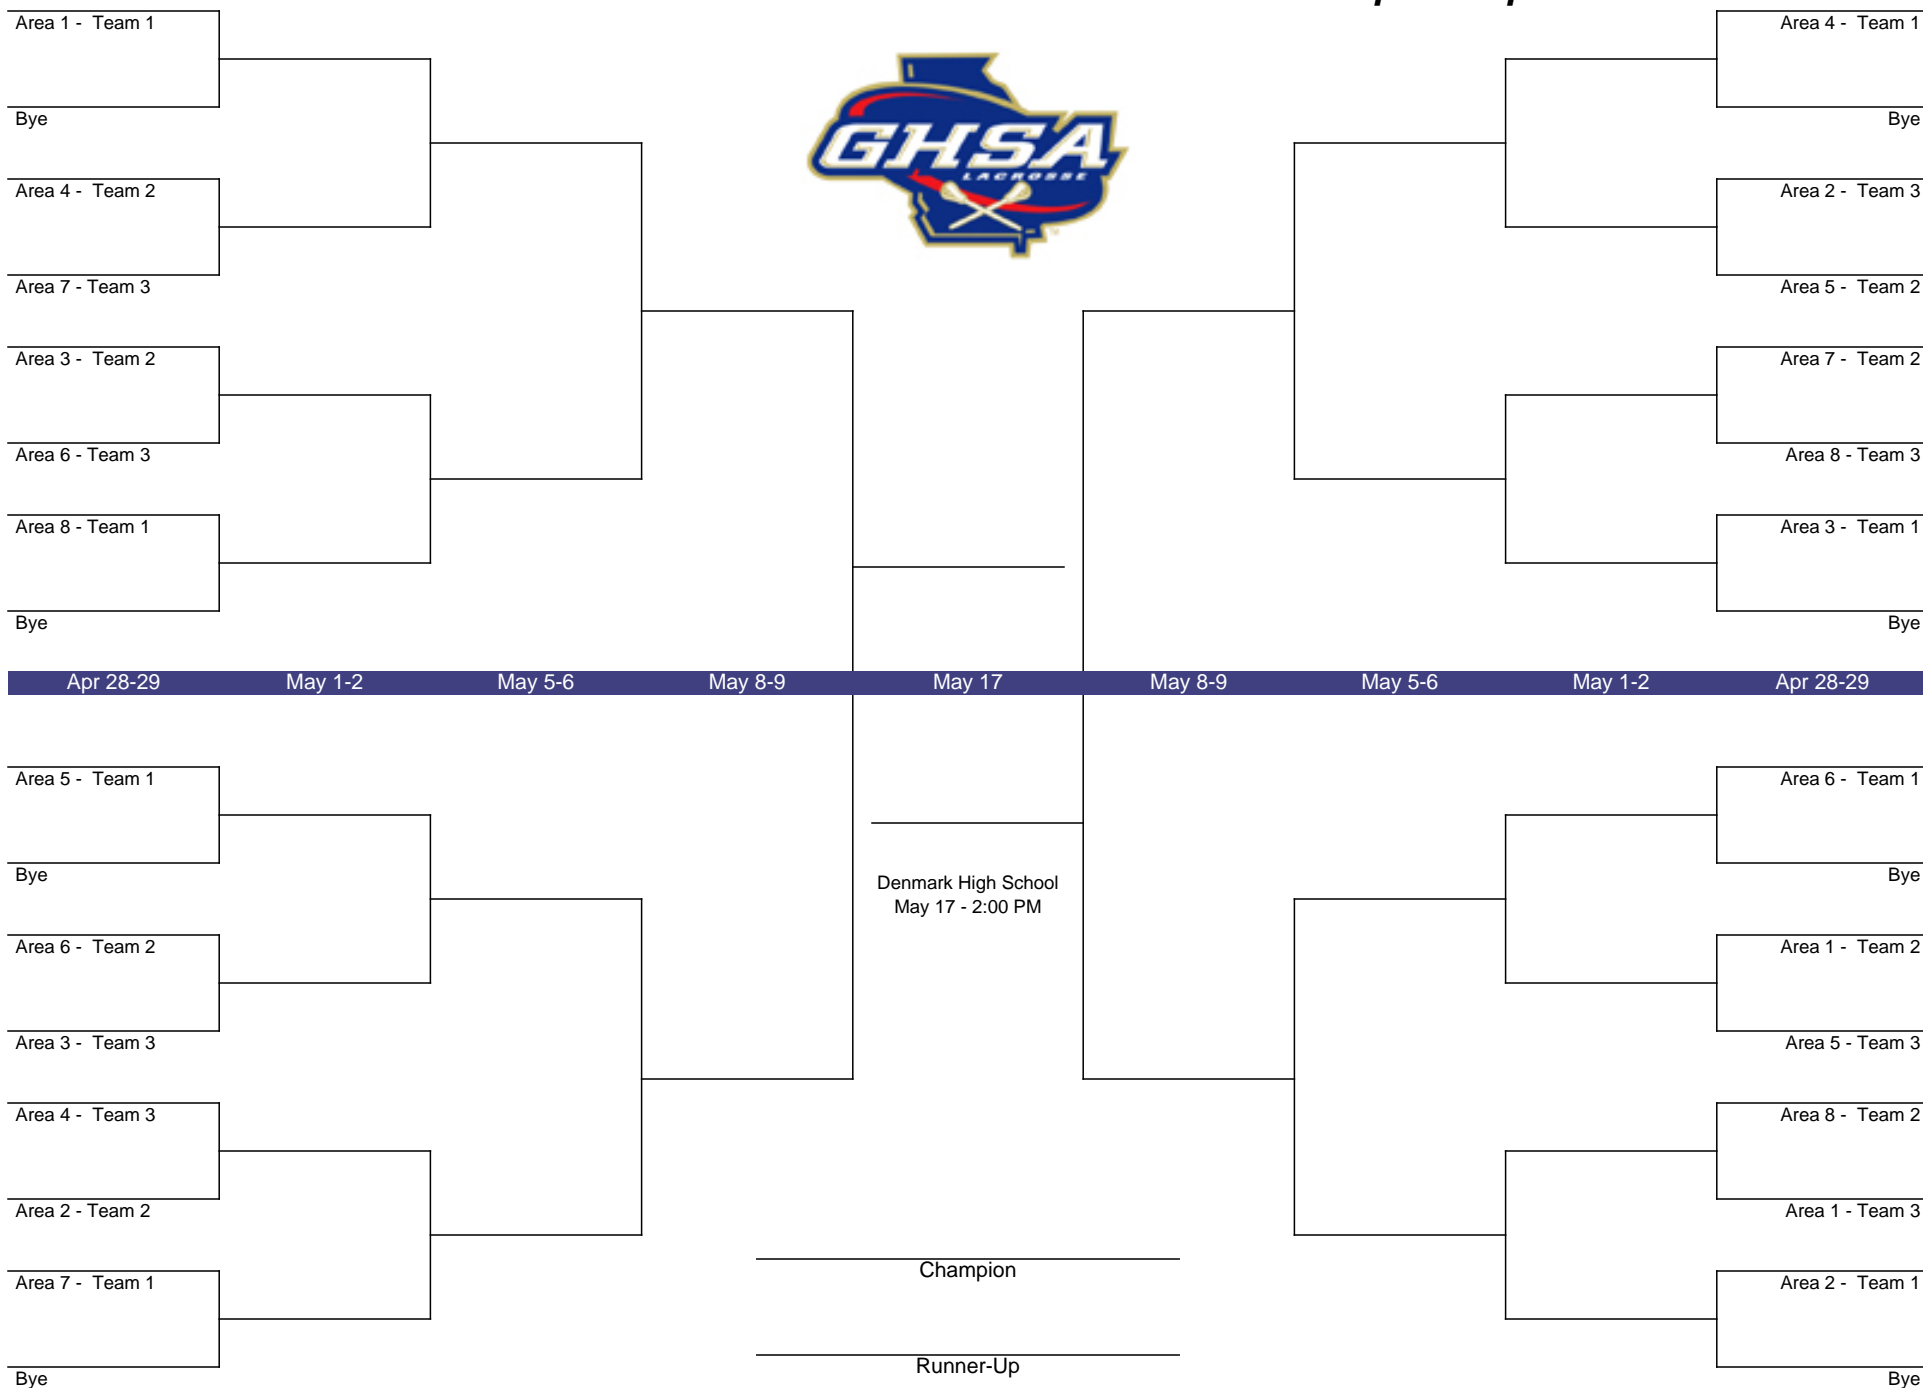 Area 1 -  Team 1
Bye
Area 4 -  Team 2
Area 7 - Team 3
Area 3 -  Team 2
Area 6 - Team 3
Area 8 - Team 1
Bye
GHSA
LACROSSE
Area 4 -  Team 1
Bye
Area 2 -  Team 3
Area 5 -  Team 2
Area 7 -  Team 2
Area 8 - Team 3
Area 3 -  Team 1
Bye
Apr 28-29 May 1-2 May 5-6 May 8-9 May 17 May 8-9 May 5-6 May 1-2 Apr 28-29
Area 5 -  Team 1
Bye
Area 6 -  Team 2
Area 3 -  Team 3
Area 4 -  Team 3
Area 2 - Team 2
Area 7 -  Team 1
Bye
Denmark High School
May 17 - 2:00 PM
Champion
Runner-Up
Area 6 -  Team 1
Bye
Area 1 -  Team 2
Area 5 - Team 3
Area 8 -  Team 2
Area 1 - Team 3
Area 2 -  Team 1
Bye